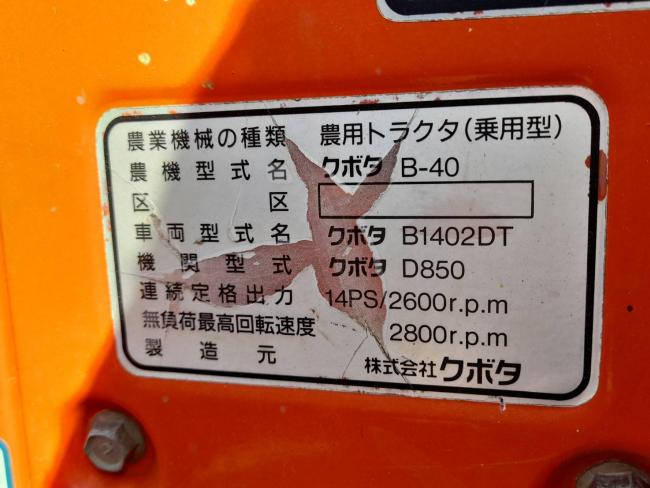 農業機械の種類 農用トラクタ(乗用型)
農機型式名 クボタ B-40
区区
車両型式名 クボタ B1402DT
機関型式 クボタ D850
連続定格出力 14PS/2600r.p.m
無負荷最高回転速度 2800r.p.m
製造元 株式会社クボタ